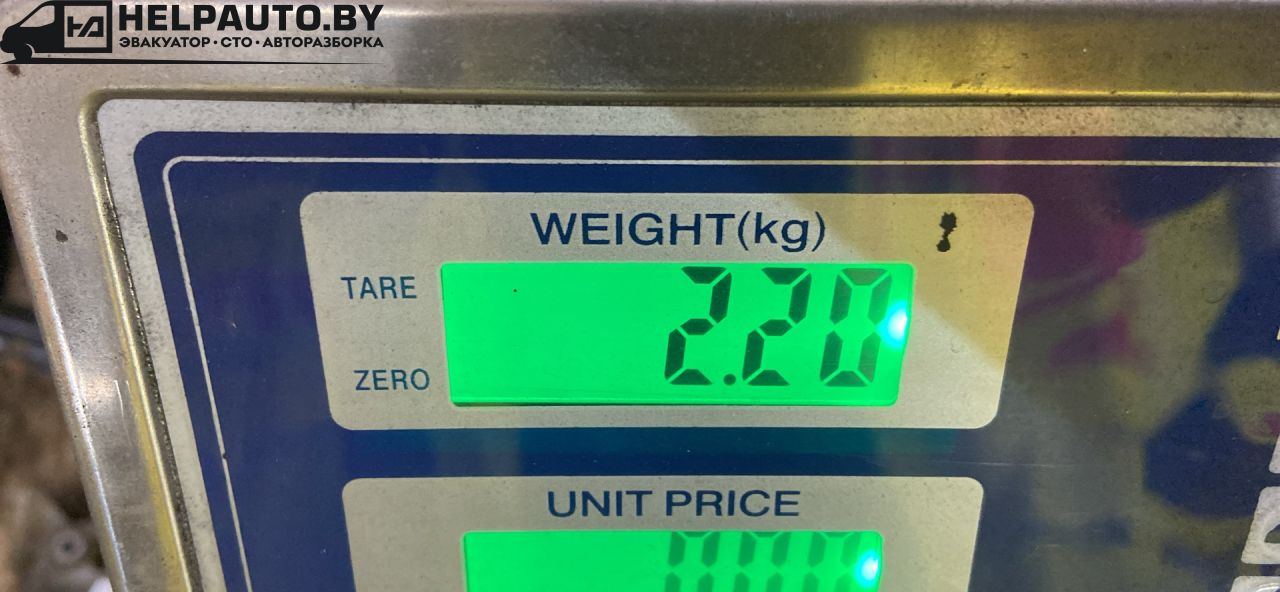 HELPAUTO.BY
ЭВАКУАТОР · СТО · АВТОРАЗБОРКА
WEIGHT(kg)
TARE
2.20
ZERO
UNIT PRICE